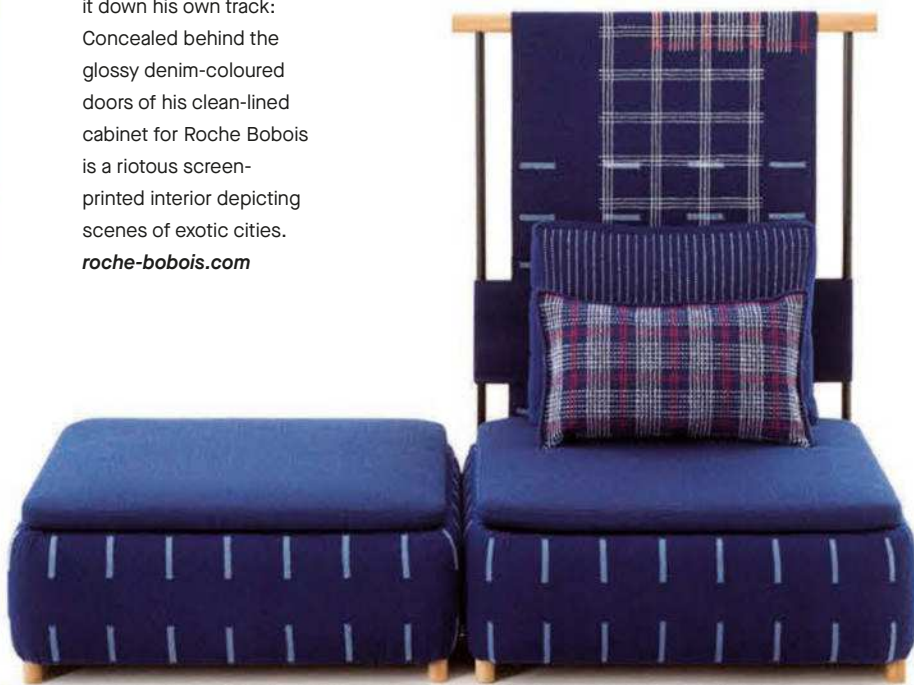 it down his own track:
Concealed behind the
glossy denim-coloured
doors of his clean-lined
cabinet for Roche Bobois
is a riotous screen-
printed interior depicting
scenes of exotic cities.
roche-bobois.com